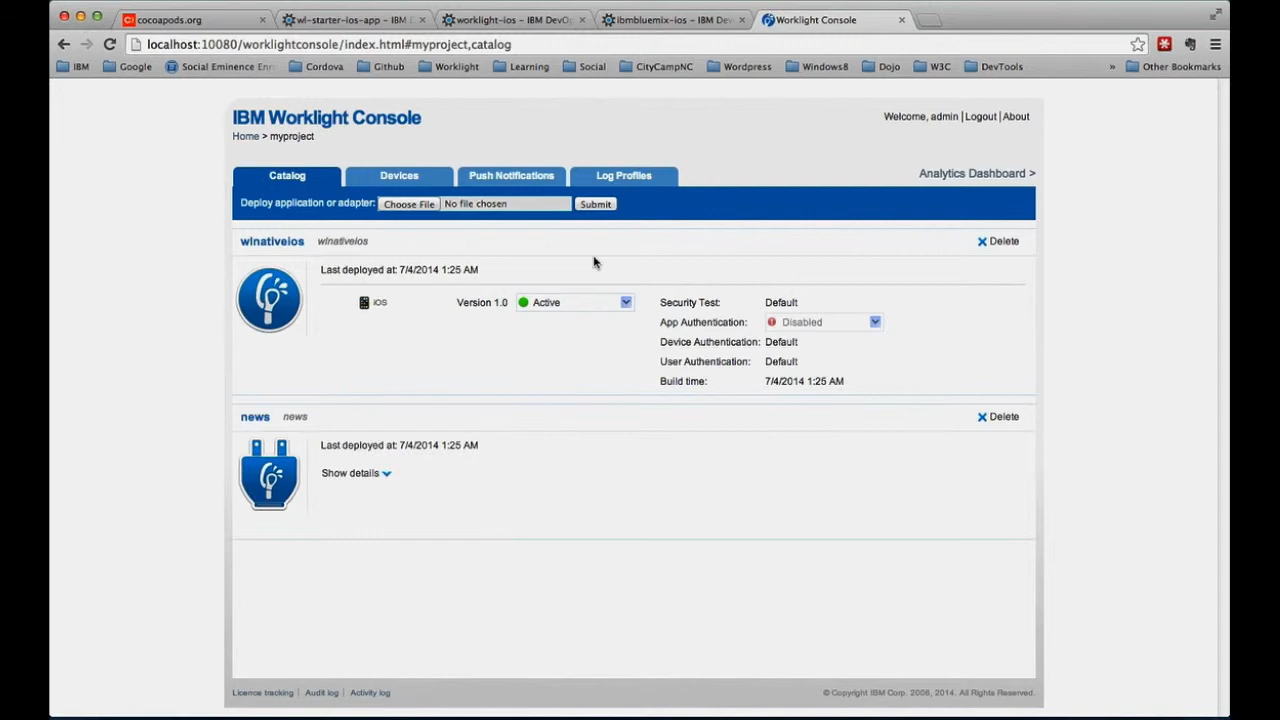 cocoapods.org
wl-starter-ios-app – IBM D
worklight-ios – IBM DevOp
ibmbluemix-ios – IBM Dev
Worklight Console
localhost:10080/worklightconsole/index.html#myproject,catalog
IBM Google Social Eminence En Cordova Github Worklight Learning Social CityCampNC Wordpress Windows8 Dojo W3C DevTools » Other Bookmarks
IBM Worklight Console
Welcome, admin | Logout | About
Home > myproject
Catalog Devices Push Notifications Log Profiles
Analytics Dashboard >
Deploy application or adapter: Choose File No file chosen Submit
wlnativeios wlnativeios Delete
Last deployed at: 7/4/2014 1:25 AM
iOS Version 1.0 Active
Security Test: Default
App Authentication: Disabled
Device Authentication: Default
User Authentication: Default
Build time: 7/4/2014 1:25 AM
news news Delete
Last deployed at: 7/4/2014 1:25 AM
Show details
Licence tracking | Audit log | Activity log
© Copyright IBM Corp. 2006, 2014. All Rights Reserved.